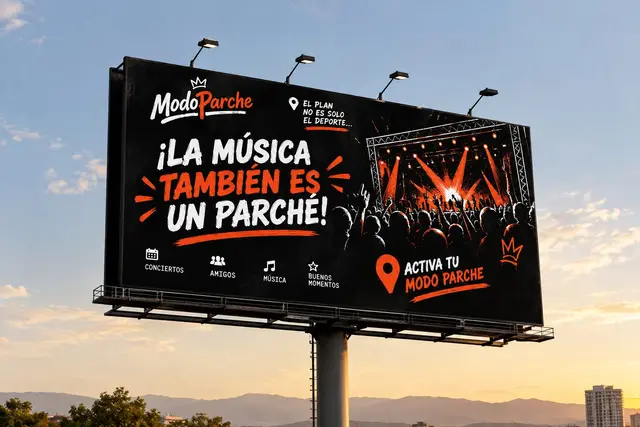 ModoParche
EL PLAN
NO ES SOLO
EL DEPORTE...
¡LA MÚSICA
TAMBIÉN ES
UN PARCHÉ!
CONCIERTOS
AMIGOS
MÚSICA
BUENOS
MOMENTOS
ACTIVA TU
MODO PARCHE